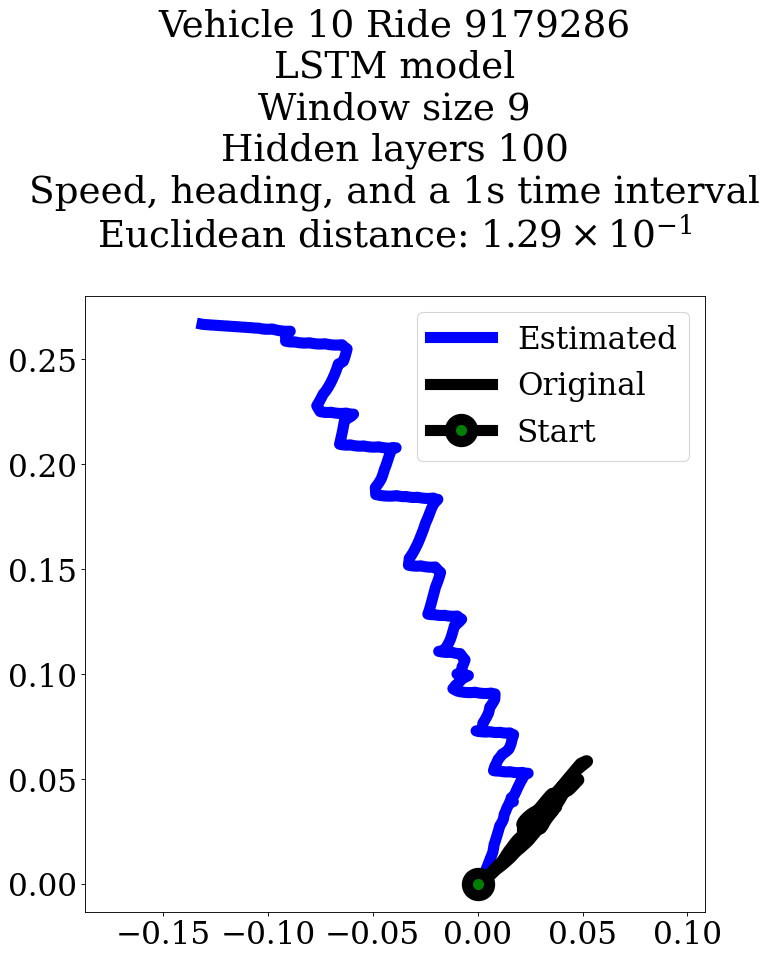 Vehicle 10 Ride 9179286
LSTM model
Window size 9
Hidden layers 100
Speed, heading, and a 1s time interval
Euclidean distance: 1.29 × 10⁻¹
Estimated
Original
Start
0.25
0.20
0.15
0.10
0.05
0.00
−0.15 −0.10 −0.05 0.00 0.05 0.10